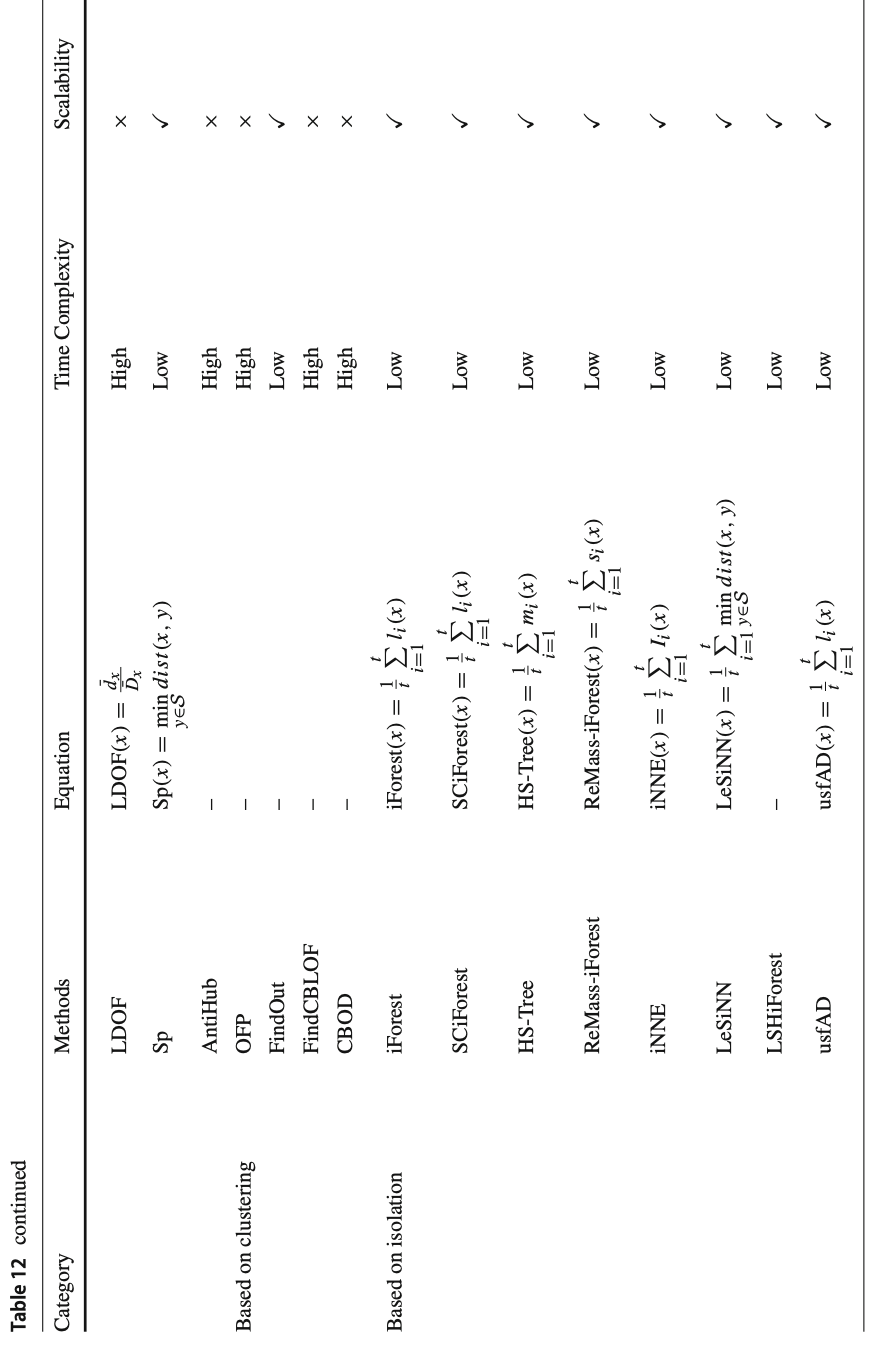 Table 12 continued
Category Methods Equation Time Complexity Scalability
LDOF LDOF(x) = d̄ₓ / D̄ₓ High ×
Sp Sp(x) = min_{y∈𝒮} dist(x, y) Low ✓
AntiHub – High ×
Based on clustering OFP – High ×
FindOut – Low ✓
FindCBLOF – High ×
CBOD – High ×
Based on isolation iForest iForest(x) = 1/t ∑_{i=1}^{t} l_i(x) Low ✓
SCiForest SCiForest(x) = 1/t ∑_{i=1}^{t} l_i(x) Low ✓
HS-Tree HS-Tree(x) = 1/t ∑_{i=1}^{t} m_i(x) Low ✓
ReMass-iForest ReMass-iForest(x) = 1/t ∑_{i=1}^{t} s_i(x) Low ✓
iNNE iNNE(x) = 1/t ∑_{i=1}^{t} I_i(x) Low ✓
LeSiNN LeSiNN(x) = 1/t ∑_{i=1}^{t} min_{y∈𝒮} dist(x, y) Low ✓
LSHiForest – Low ✓
usfAD usfAD(x) = 1/t ∑_{i=1}^{t} l_i(x) Low ✓